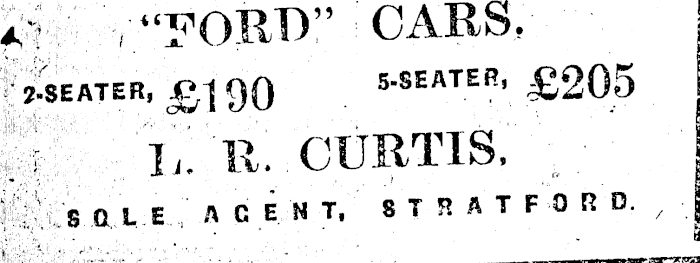 "FORD" CARS.
2-SEATER, £190 5-SEATER, £205
L. R. CURTIS,
SOLE AGENT, STRATFORD.